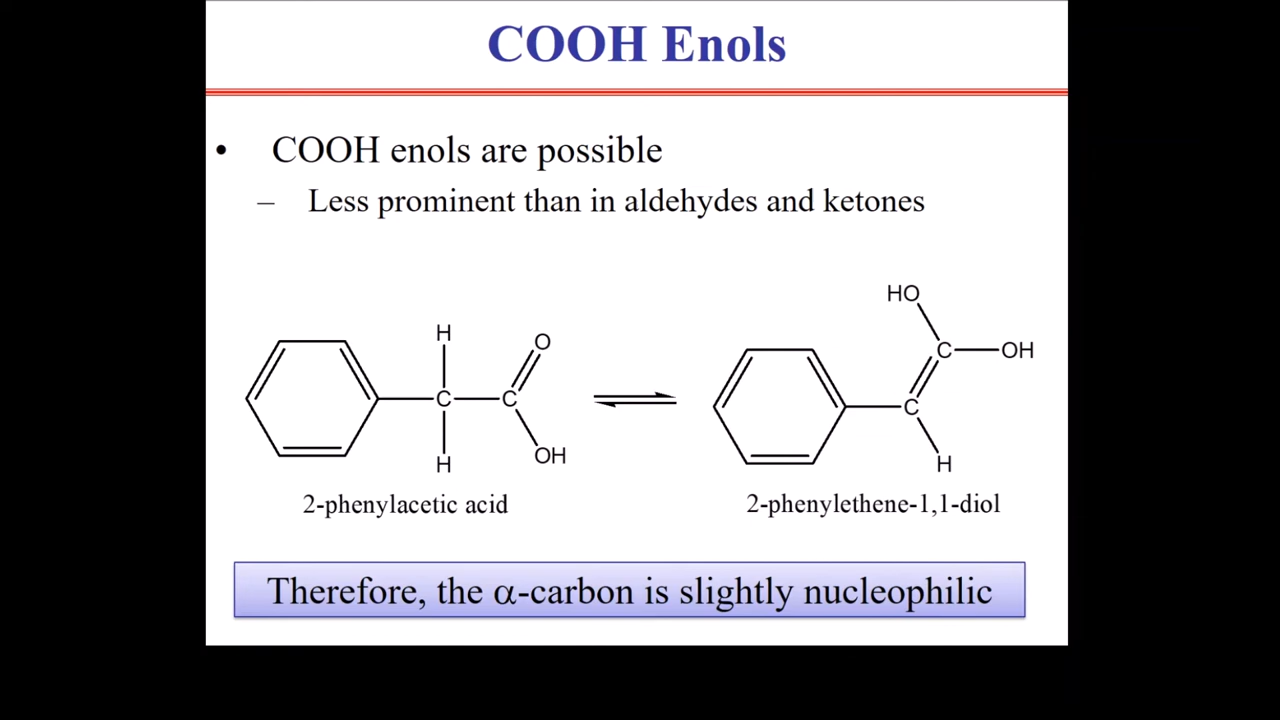 COOH Enols
• COOH enols are possible
– Less prominent than in aldehydes and ketones
HO
H
O
C
OH
C
C
C
H
OH
H
2-phenylacetic acid
2-phenylethene-1,1-diol
Therefore, the α-carbon is slightly nucleophilic